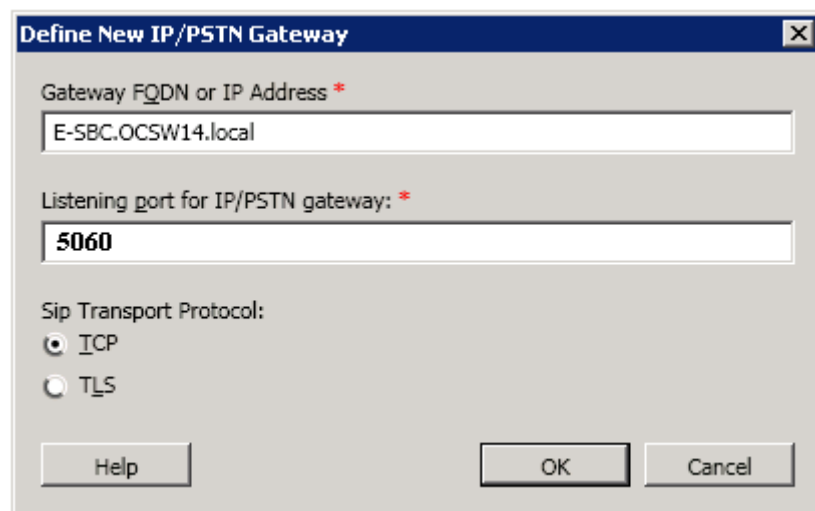 Define New IP/PSTN Gateway
Gateway FQDN or IP Address *
E-SBC.OCSW14.local
Listening port for IP/PSTN gateway: *
5060
Sip Transport Protocol:
TCP
TLS
Help OK Cancel